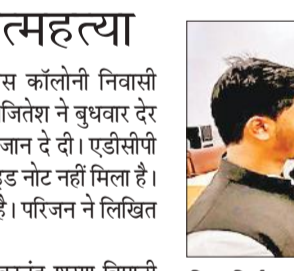 त्महत्या
स कॉलोनी निवासी
जितेश ने बुधवार देर
जान दे दी। एडीसीपी
इड नोट नहीं मिला है।
है। परिजन ने लिखित